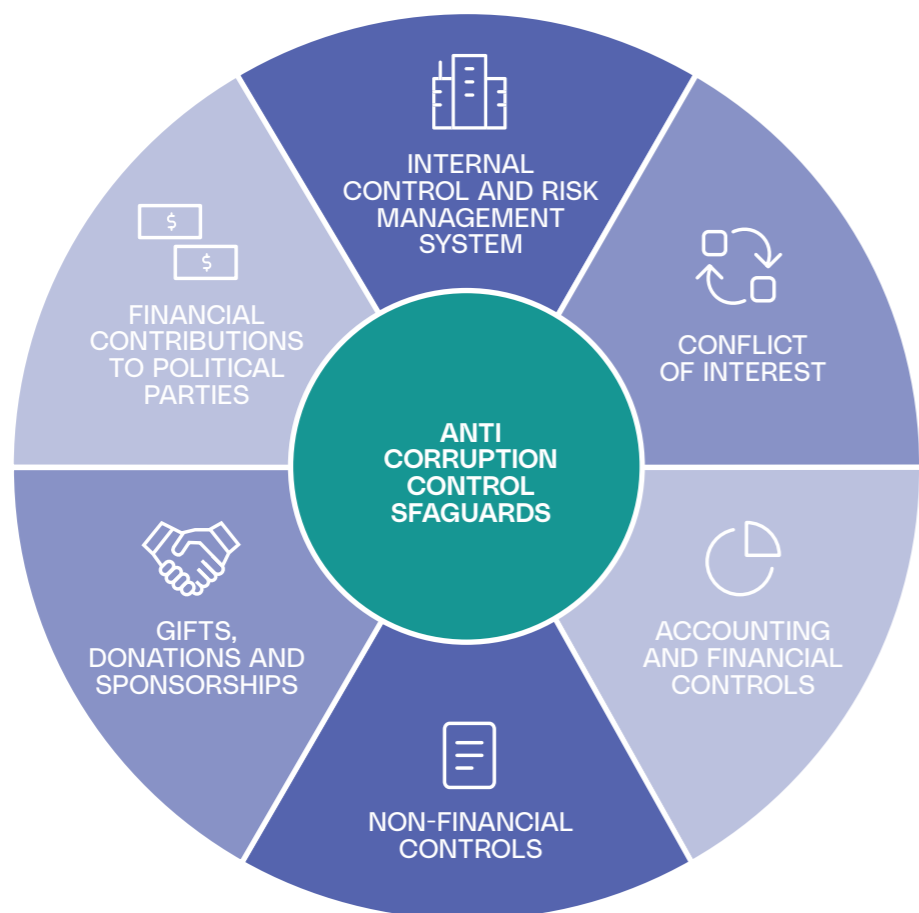 INTERNAL
CONTROL AND RISK
MANAGEMENT
SYSTEM
CONFLICT
OF INTEREST
ACCOUNTING
AND FINANCIAL
CONTROLS
NON-FINANCIAL
CONTROLS
GIFTS,
DONATIONS AND
SPONSORSHIPS
$
$
FINANCIAL
CONTRIBUTIONS
TO POLITICAL
PARTIES
ANTI
CORRUPTION
CONTROL
SFAGUARDS